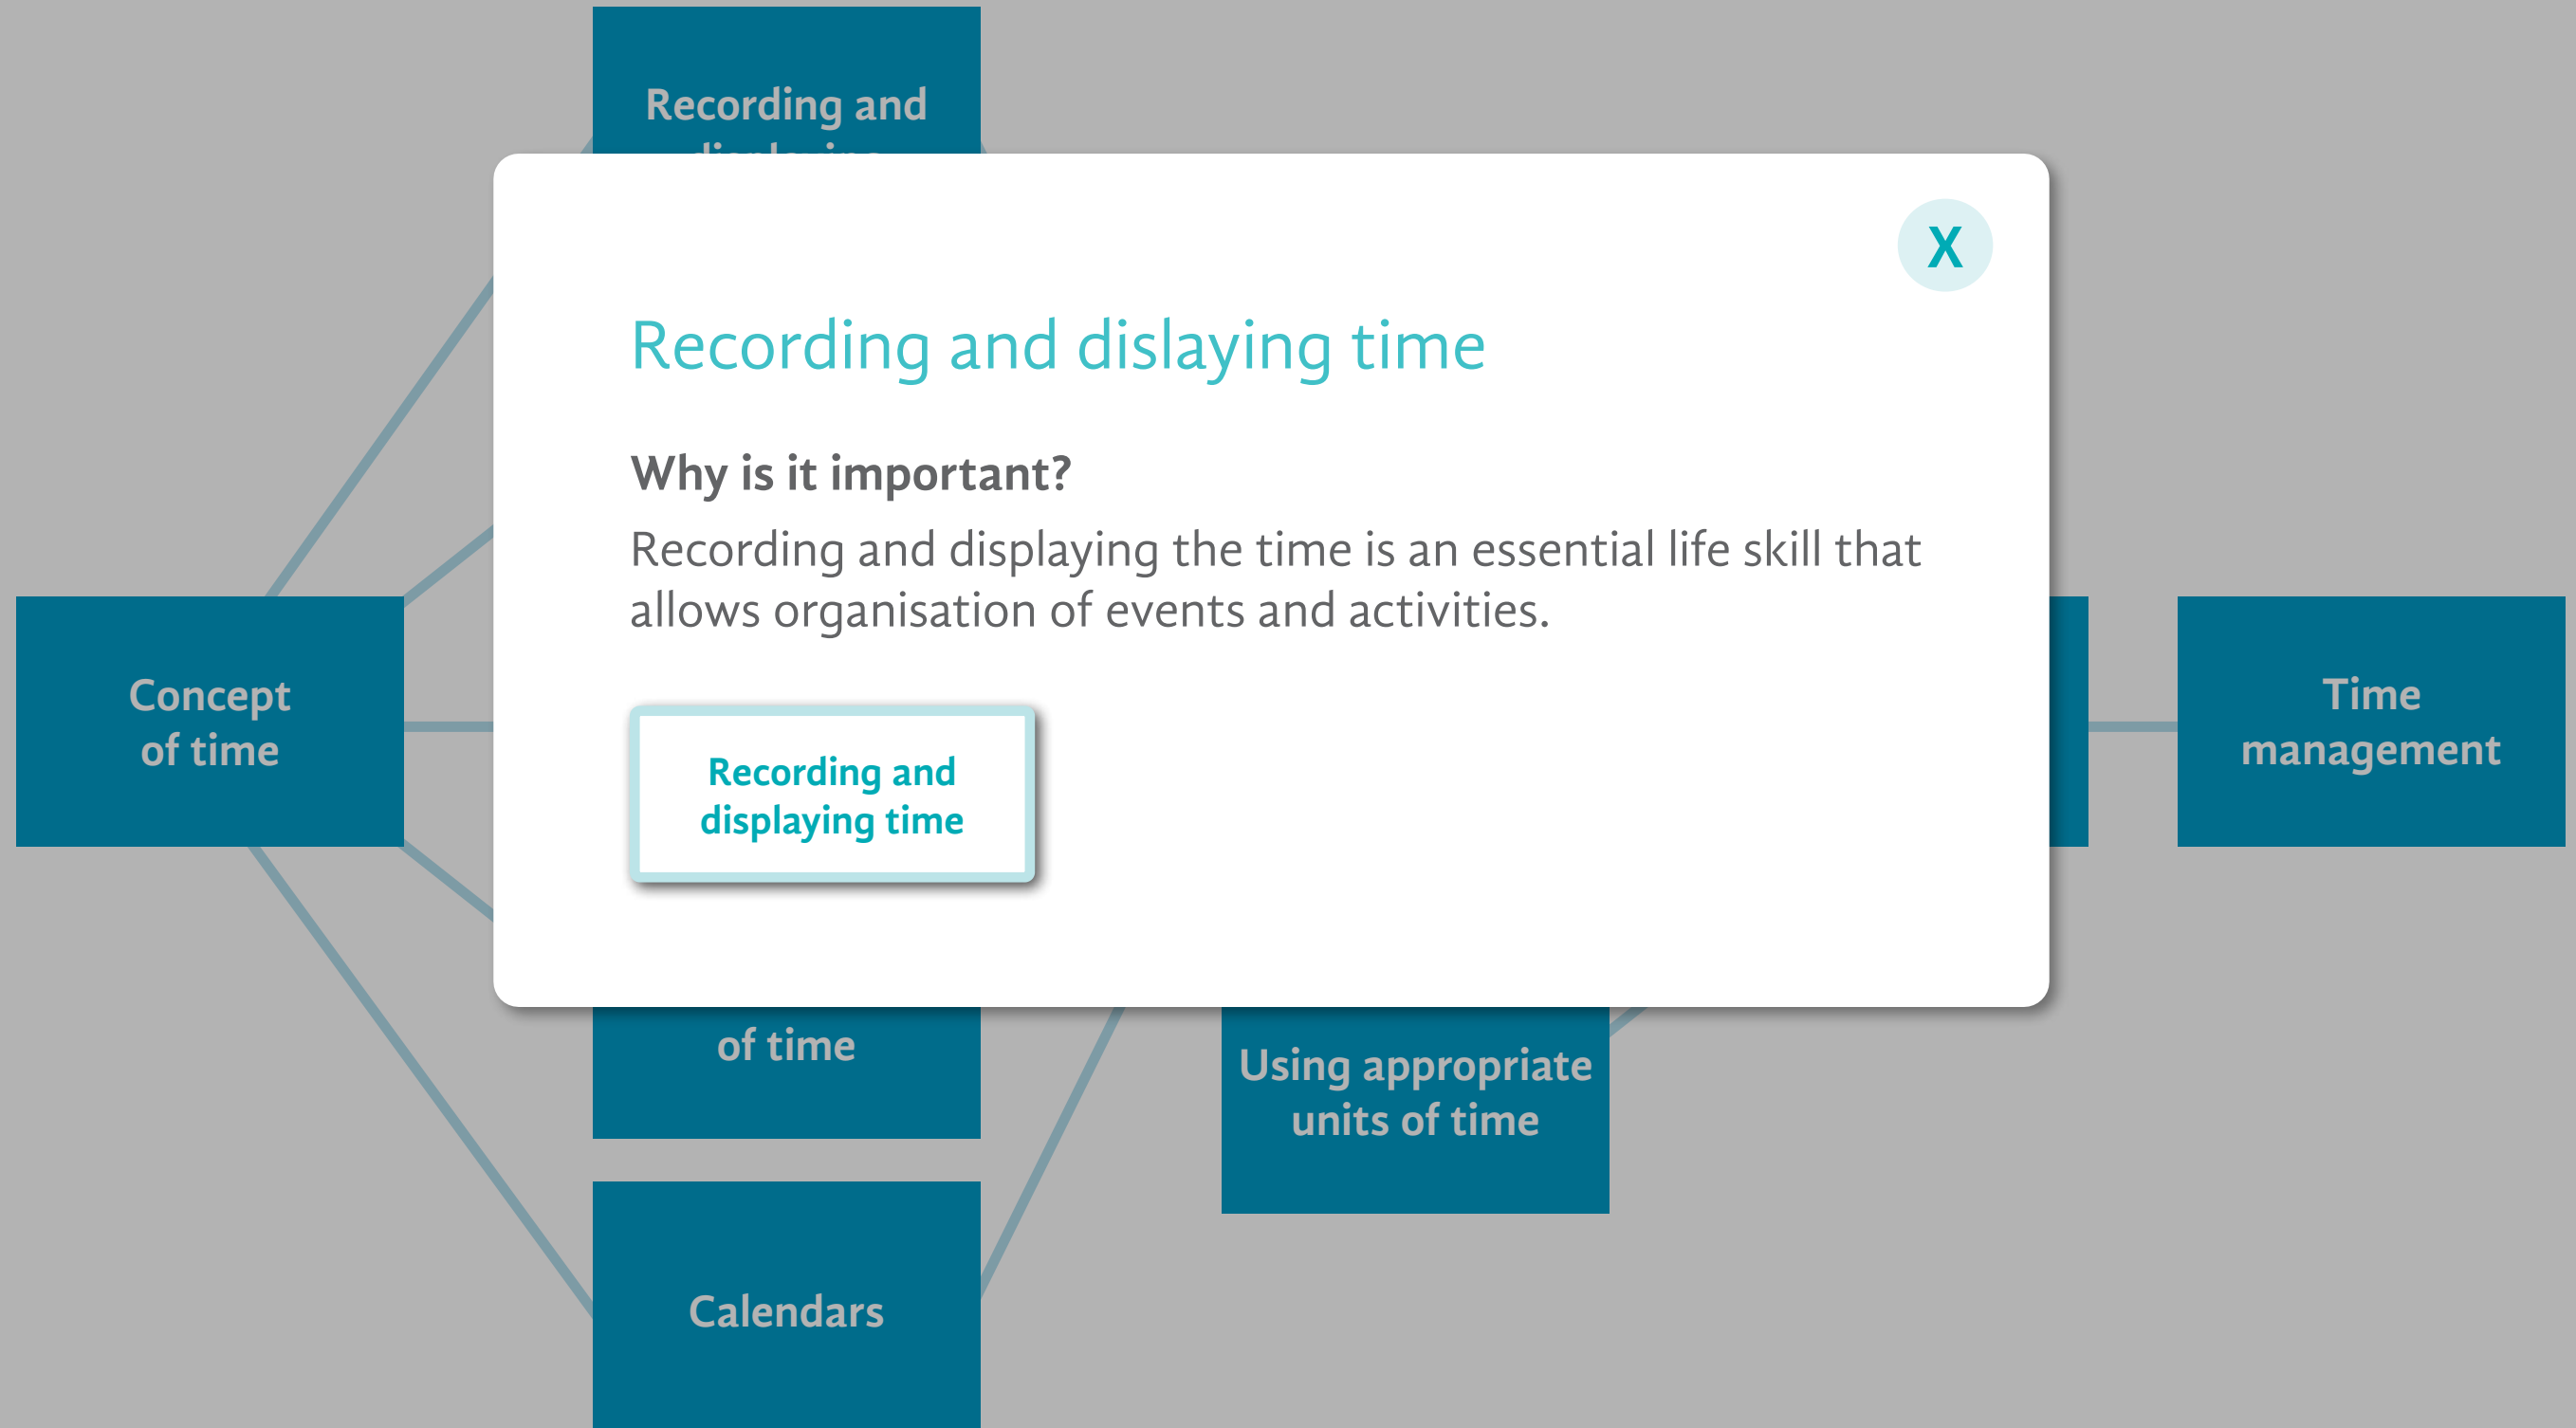 Recording and
displaying
X
Recording and dislaying time
Why is it important?
Recording and displaying the time is an essential life skill that
allows organisation of events and activities.
Recording and
displaying time
Concept
of time
Time
management
of time
Using appropriate
units of time
Calendars